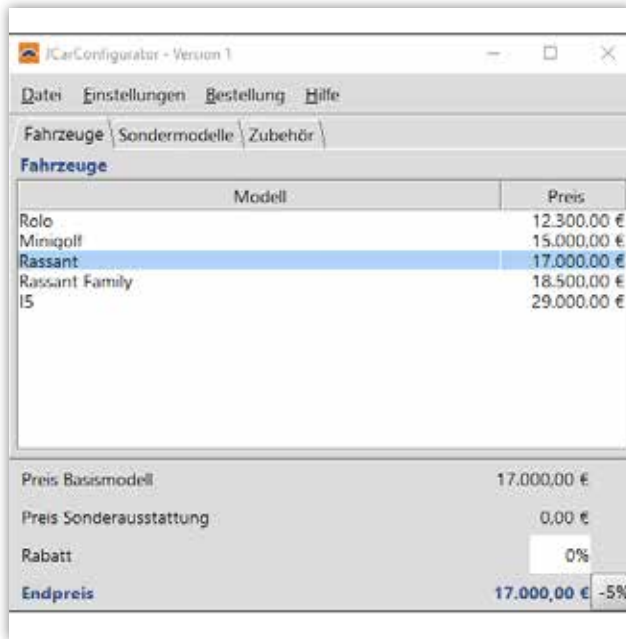 JCarConfigurator - Version 1
Datei Einstellungen Bestellung Hilfe
Fahrzeuge Sondermodelle Zubehör
Fahrzeuge
Modell Preis
Rolo 12.300,00 €
Minigolf 15.000,00 €
Rassant 17.000,00 €
Rassant Family 18.500,00 €
I5 29.000,00 €
Preis Basismodell 17.000,00 €
Preis Sonderausstattung 0,00 €
Rabatt 0%
Endpreis 17.000,00 € -5%